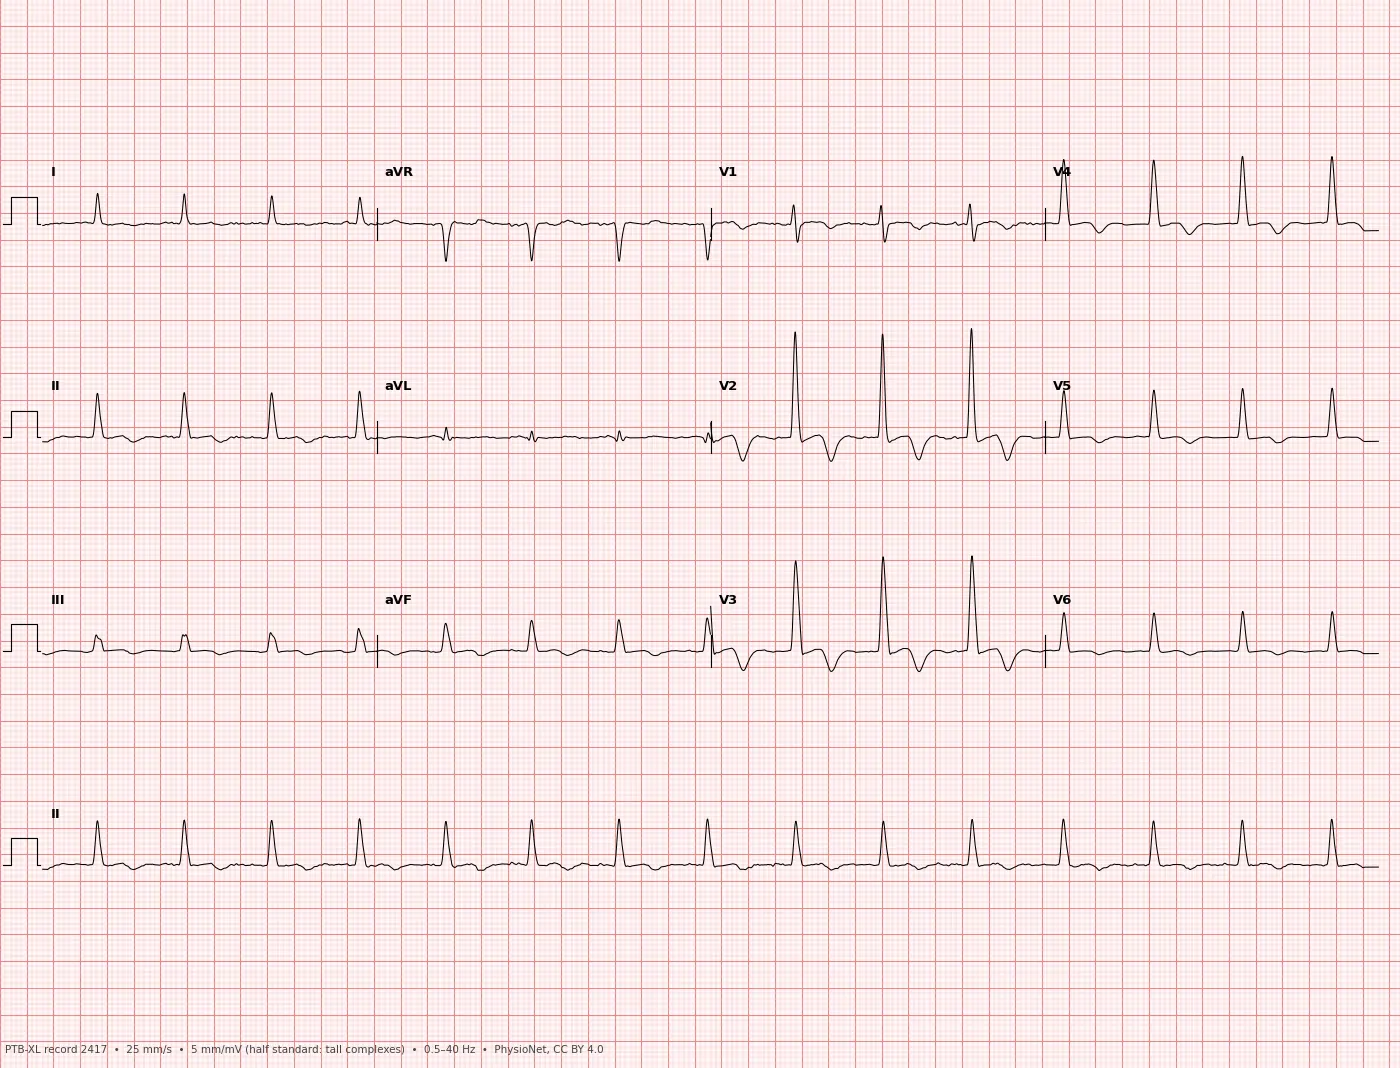 I aVR V1 V4
II aVL V2 V5
III aVF V3 V6
II
PTB-XL record 2417 • 25 mm/s • 5 mm/mV (half standard: tall complexes) • 0.5–40 Hz • PhysioNet, CC BY 4.0